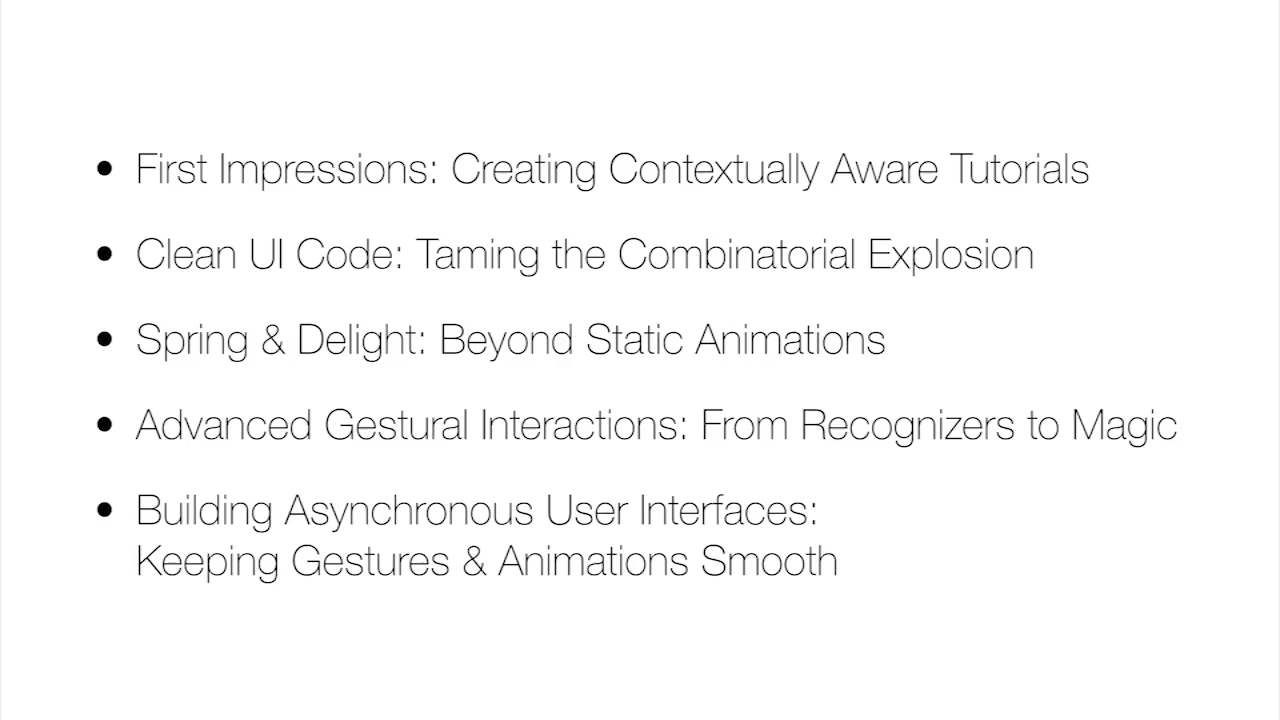 • First Impressions: Creating Contextually Aware Tutorials
• Clean UI Code: Taming the Combinatorial Explosion
• Spring & Delight: Beyond Static Animations
• Advanced Gestural Interactions: From Recognizers to Magic
• Building Asynchronous User Interfaces:
Keeping Gestures & Animations Smooth